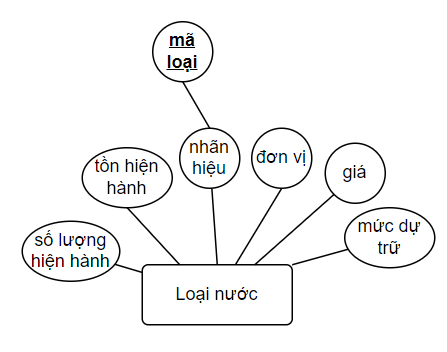 mã
loại
nhãn
hiệu
đơn vị
giá
tồn hiện
hành
mức dự
trữ
số lượng
hiện hành
Loại nước